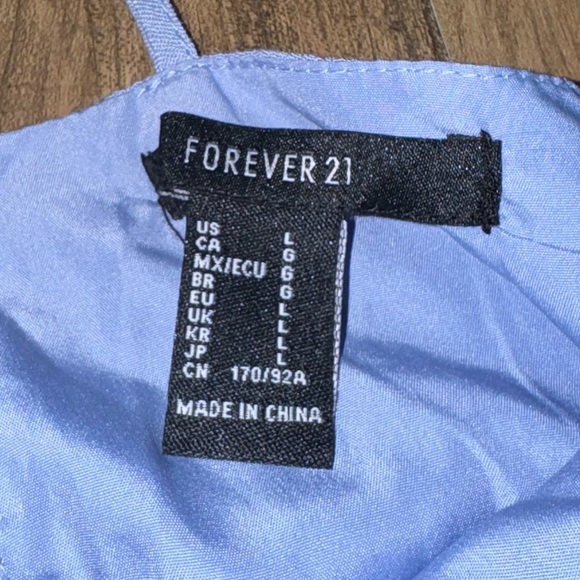 FOREVER 21
US L
CA G
MX/ECU G
BR G
EU L
UK L
KR L
JP L
CN 170/92A
MADE IN CHINA